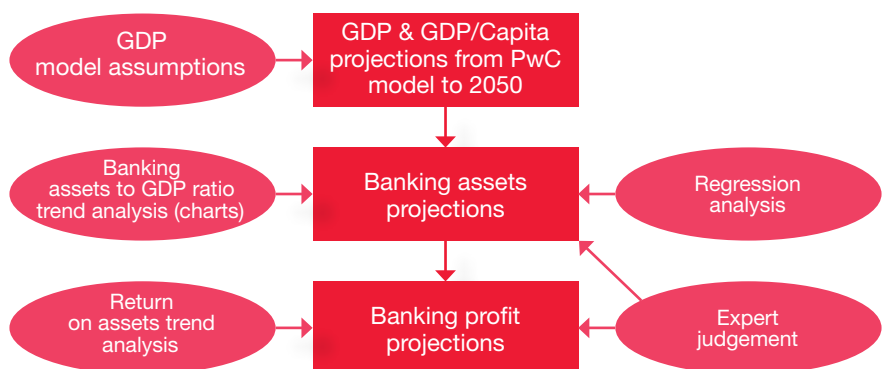 GDP
model assumptions
GDP & GDP/Capita
projections from PwC
model to 2050
Banking
assets to GDP ratio
trend analysis (charts)
Banking assets
projections
Regression
analysis
Return
on assets trend
analysis
Banking profit
projections
Expert
judgement